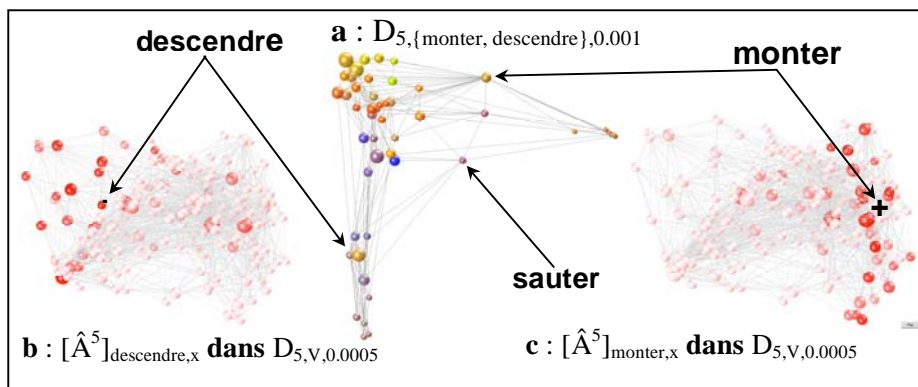 a : D5,{monter, descendre},0.001
descendre
monter
-
+
sauter
b : [Â5]descendre,x dans D5,V,0.0005
c : [Â5]monter,x dans D5,V,0.0005